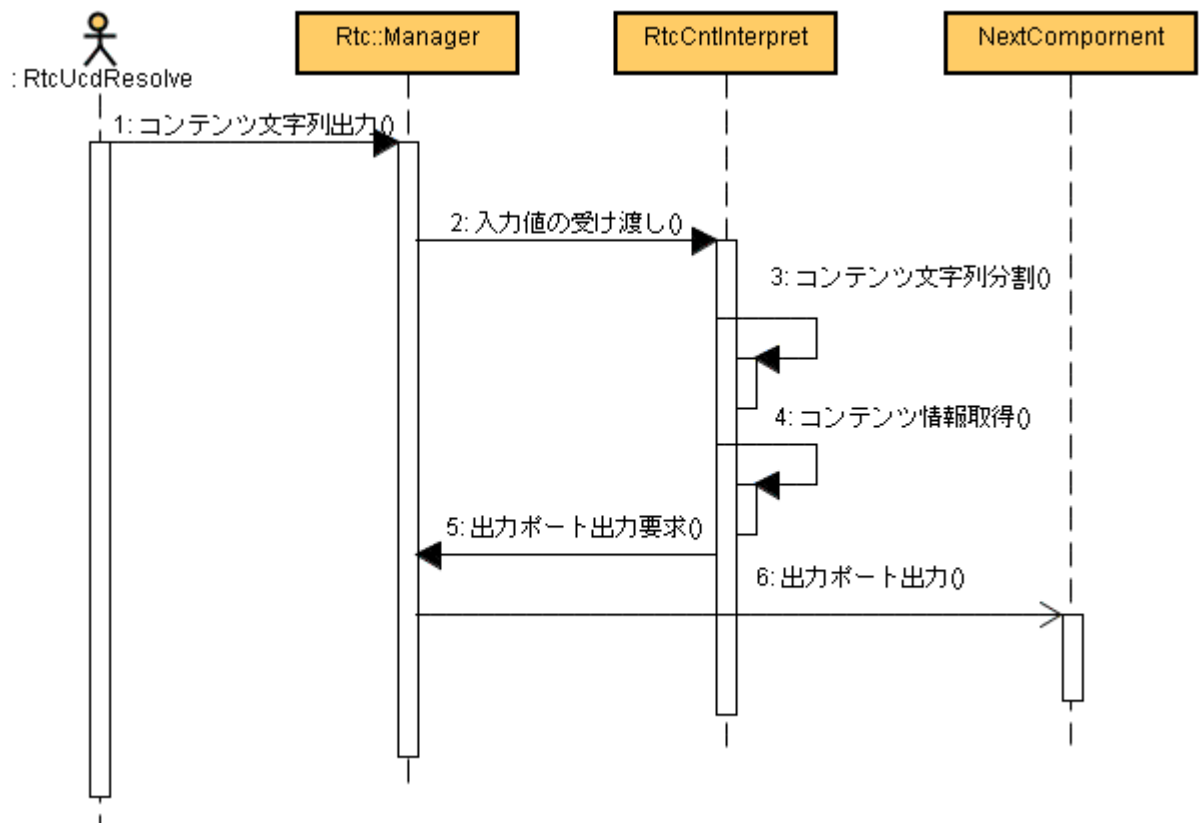 Rtc::Manager
RtcCntInterpret
NextCompornent
: RtcUcdResolve
1: コンテンツ文字列出力()
2: 入力値の受け渡し()
3: コンテンツ文字列分割()
4: コンテンツ情報取得()
5: 出力ポート出力要求()
6: 出力ポート出力()